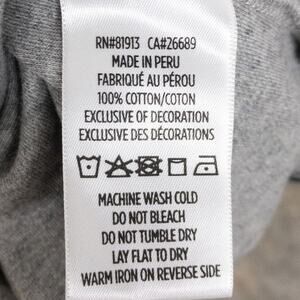 RN#81913 CA#26689
MADE IN PERU
FABRIQUÉ AU PÉROU
100% COTTON/COTON
EXCLUSIVE OF DECORATION
EXCLUSIVE DES DÉCORATIONS
MACHINE WASH COLD
DO NOT BLEACH
DO NOT TUMBLE DRY
LAY FLAT TO DRY
WARM IRON ON REVERSE SIDE